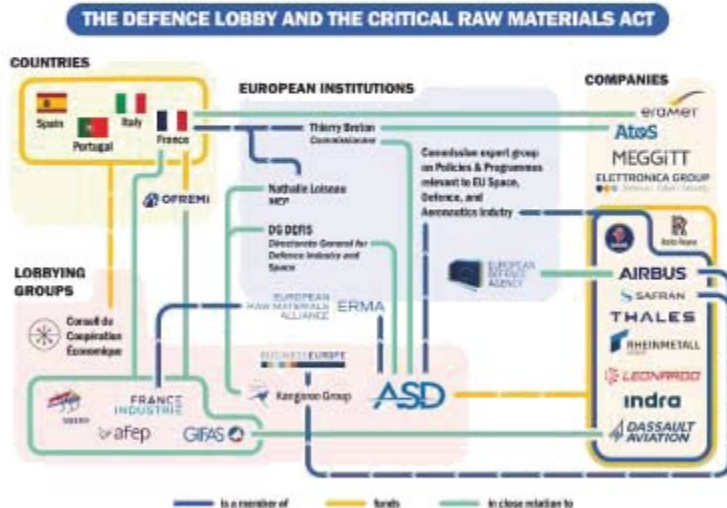 THE DEFENCE LOBBY AND THE CRITICAL RAW MATERIALS ACT
COUNTRIES
Spain
Portugal
Italy
France
OFREMI
EUROPEAN INSTITUTIONS
Thierry Breton
Commissioner
Nathalie Loiseau
MEP
DG DEFIS
Directorate General for
Defence Industry and
Space
Commission expert group
on Policies & Programmes
relevant to EU Space,
Defence, and
Aeronautics Indutry
EUROPEAN
DEFENCE
AGENCY
COMPANIES
eramet
Atos
MEGGITT
ELETTRONICA GROUP
Rolls-Royce
AIRBUS
SAFRAN
THALES
RHEINMETALL
LEONARDO
indra
DASSAULT
AVIATION
LOBBYING
GROUPS
Conseil de
Coopération
Économique
EUROPEAN
RAW MATERIALS
ALLIANCE
ERMA
BUSINESSEUROPE
Kangaroo Group
ASD
FRANCE
INDUSTRIE
afep
GIFAS
is a member of
funds
in close relation to